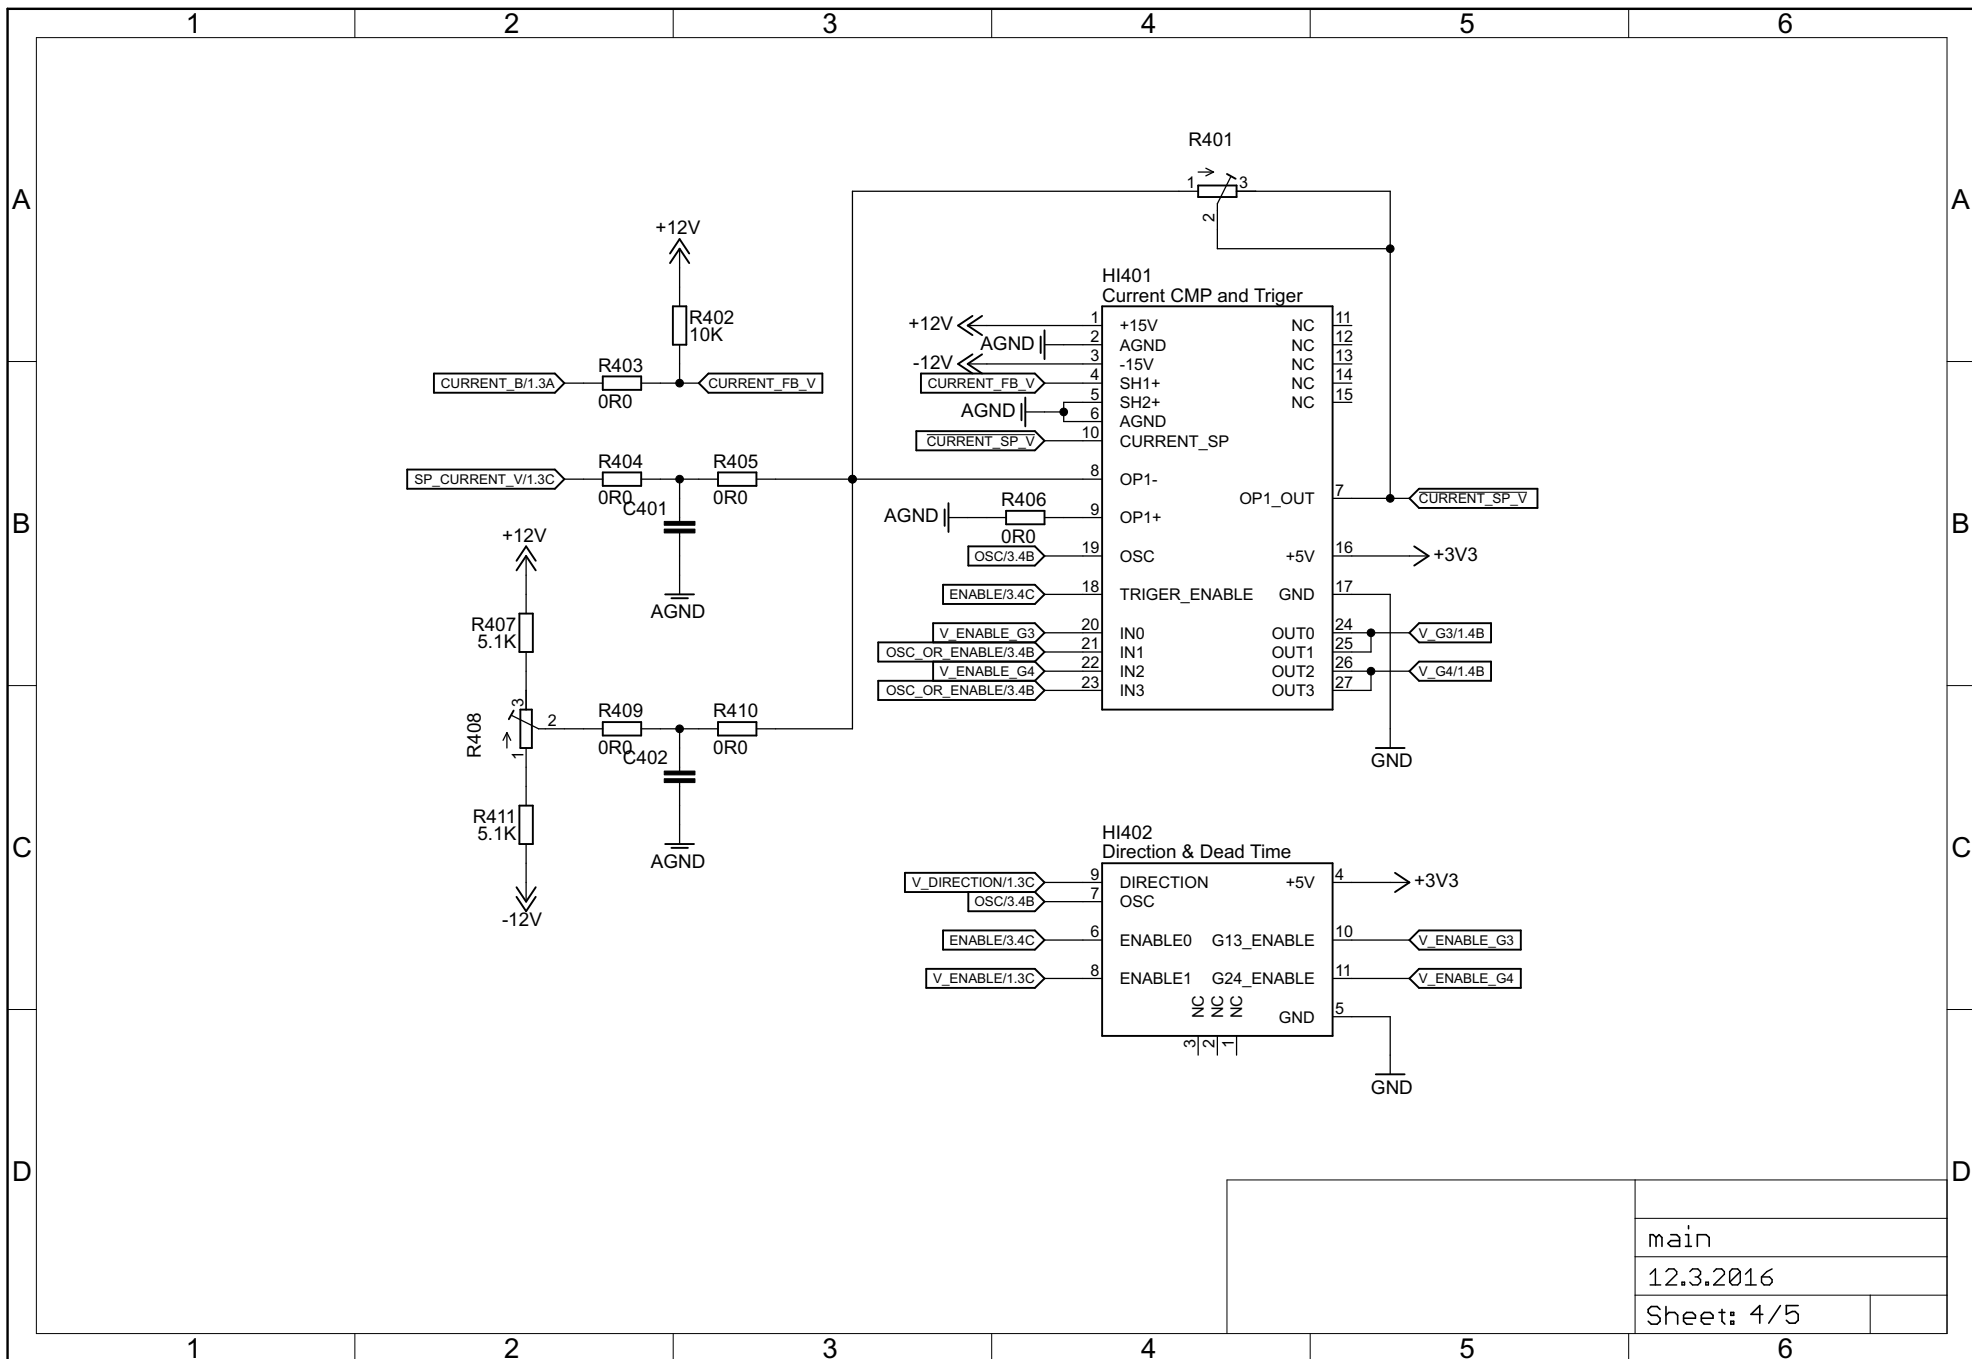 1 2 3 4 5 6
A A
R401
1 3
2
+12V
R402
10K
HI401
Current CMP and Triger
+12V 1 +15V NC 11
AGND 2 AGND NC 12
-12V 3 -15V NC 13
CURRENT_FB_V 4 SH1+ NC 14
5 SH2+ NC 15
AGND 6 AGND
CURRENT_SP_V 10 CURRENT_SP
R403
CURRENT_B/1.3A CURRENT_FB_V
0R0
R404 R405
SP_CURRENT_V/1.3C 8 OP1-
0R0 C401 0R0
OP1_OUT 7 CURRENT_SP_V
R406
AGND 9 OP1+
0R0
B B
AGND
OSC/3.4B 19 OSC +5V 16 +3V3
ENABLE/3.4C 18 TRIGER_ENABLE GND 17
V_ENABLE_G3 20 IN0 OUT0 24 V_G3/1.4B
OSC_OR_ENABLE/3.4B 21 IN1 OUT1 25
V_ENABLE_G4 22 IN2 OUT2 26 V_G4/1.4B
OSC_OR_ENABLE/3.4B 23 IN3 OUT3 27
+12V
R407
5.1K
R408
3
2
1
R409 R410
0R0 C402 0R0
GND
R411
5.1K
AGND
-12V
C C
HI402
Direction & Dead Time
V_DIRECTION/1.3C 9 DIRECTION +5V 4 +3V3
OSC/3.4B 7 OSC
ENABLE/3.4C 6 ENABLE0 G13_ENABLE 10 V_ENABLE_G3
V_ENABLE/1.3C 8 ENABLE1 G24_ENABLE 11 V_ENABLE_G4
NC NC NC GND 5
3 2 1
GND
D D
main
12.3.2016
Sheet: 4/5
1 2 3 4 5 6